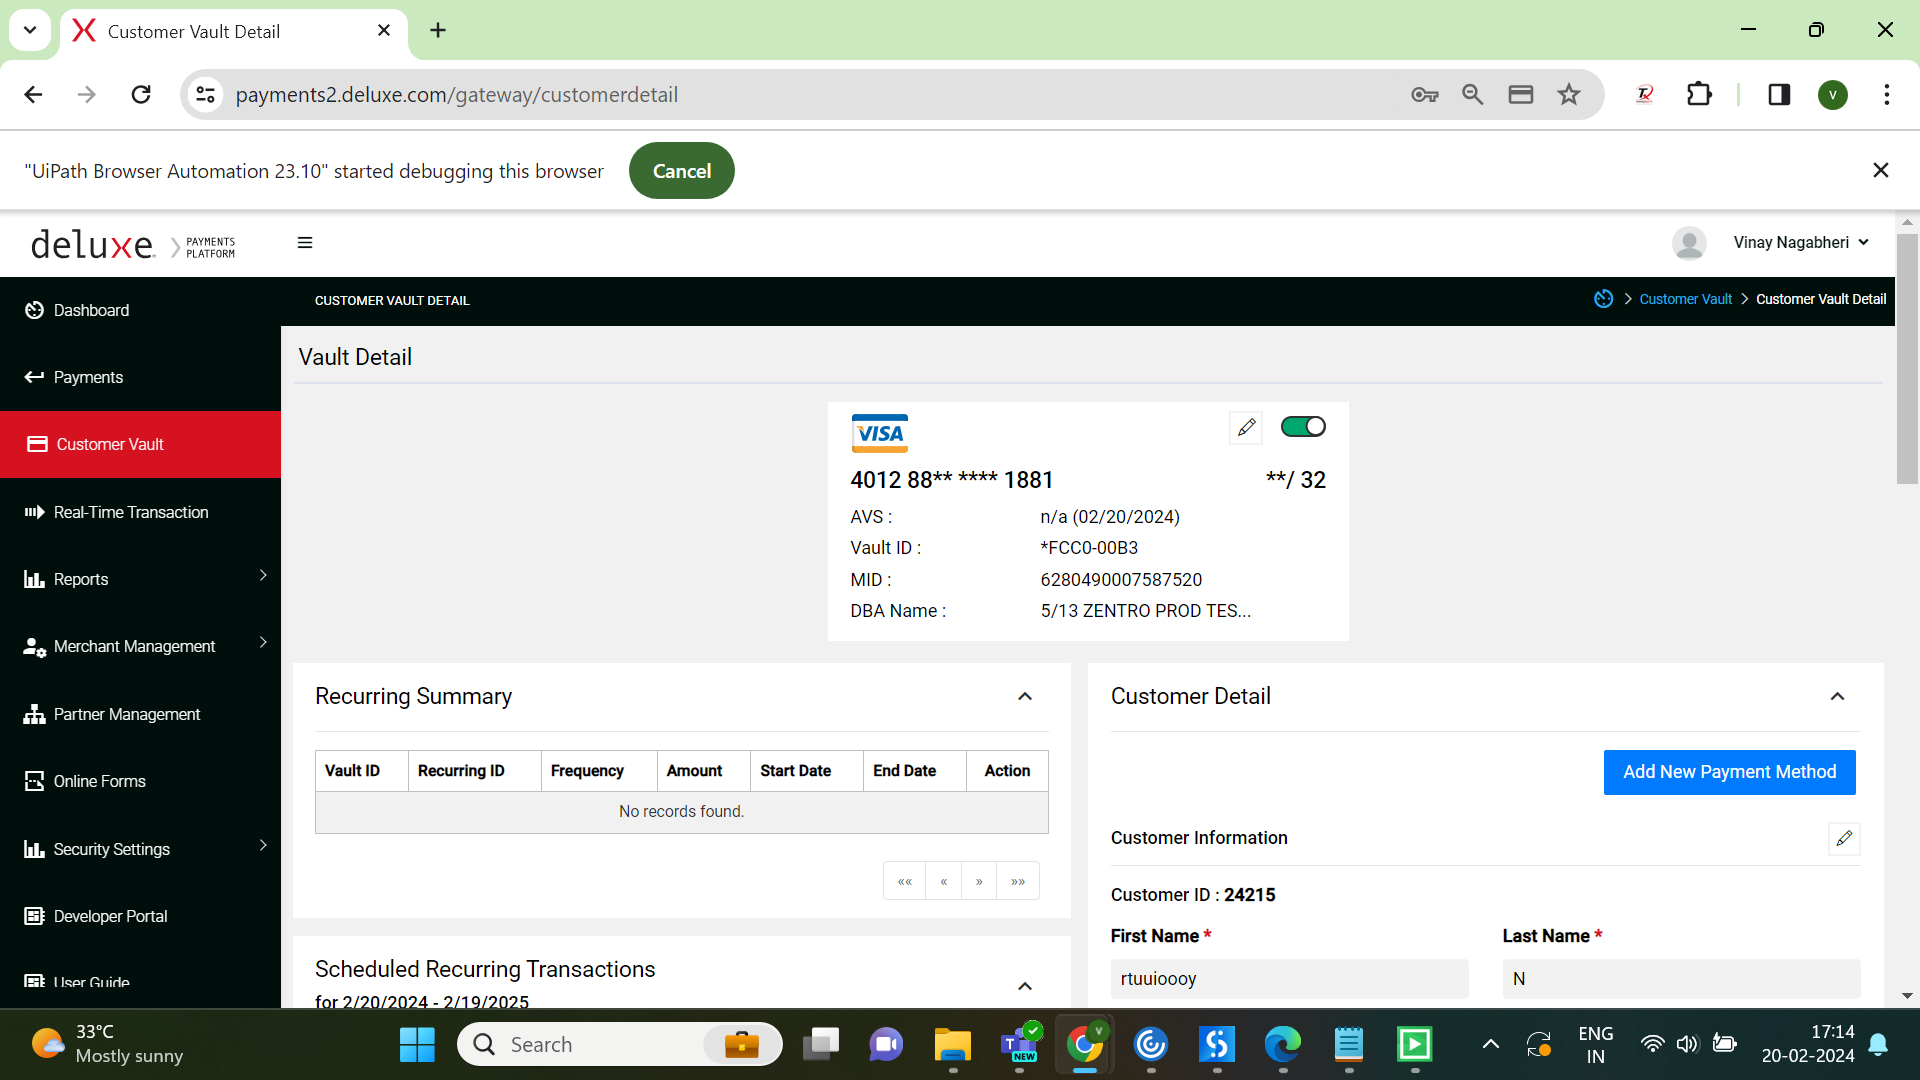 Customer Vault Detail
payments2.deluxe.com/gateway/customerdetail
V
"UiPath Browser Automation 23.10" started debugging this browser
Cancel
deluxe
PAYMENTS
PLATFORM
Vinay Nagabheri
CUSTOMER VAULT DETAIL
Customer Vault
Customer Vault Detail
Dashboard
Payments
Customer Vault
Real-Time Transaction
Reports
Merchant Management
Partner Management
Online Forms
Security Settings
Developer Portal
User Guide
Vault Detail
VISA
4012 88** **** 1881 **/ 32
AVS : n/a (02/20/2024)
Vault ID : *FCC0-00B3
MID : 6280490007587520
DBA Name : 5/13 ZENTRO PROD TES...
Recurring Summary
Vault ID Recurring ID Frequency Amount Start Date End Date Action
No records found.
«« « » »»
Scheduled Recurring Transactions
for 2/20/2024 - 2/19/2025
Customer Detail
Add New Payment Method
Customer Information
Customer ID : 24215
First Name * Last Name *
rtuuioooy N
33°C
Mostly sunny
Search
T
NEW
V
ENG
IN
17:14
20-02-2024